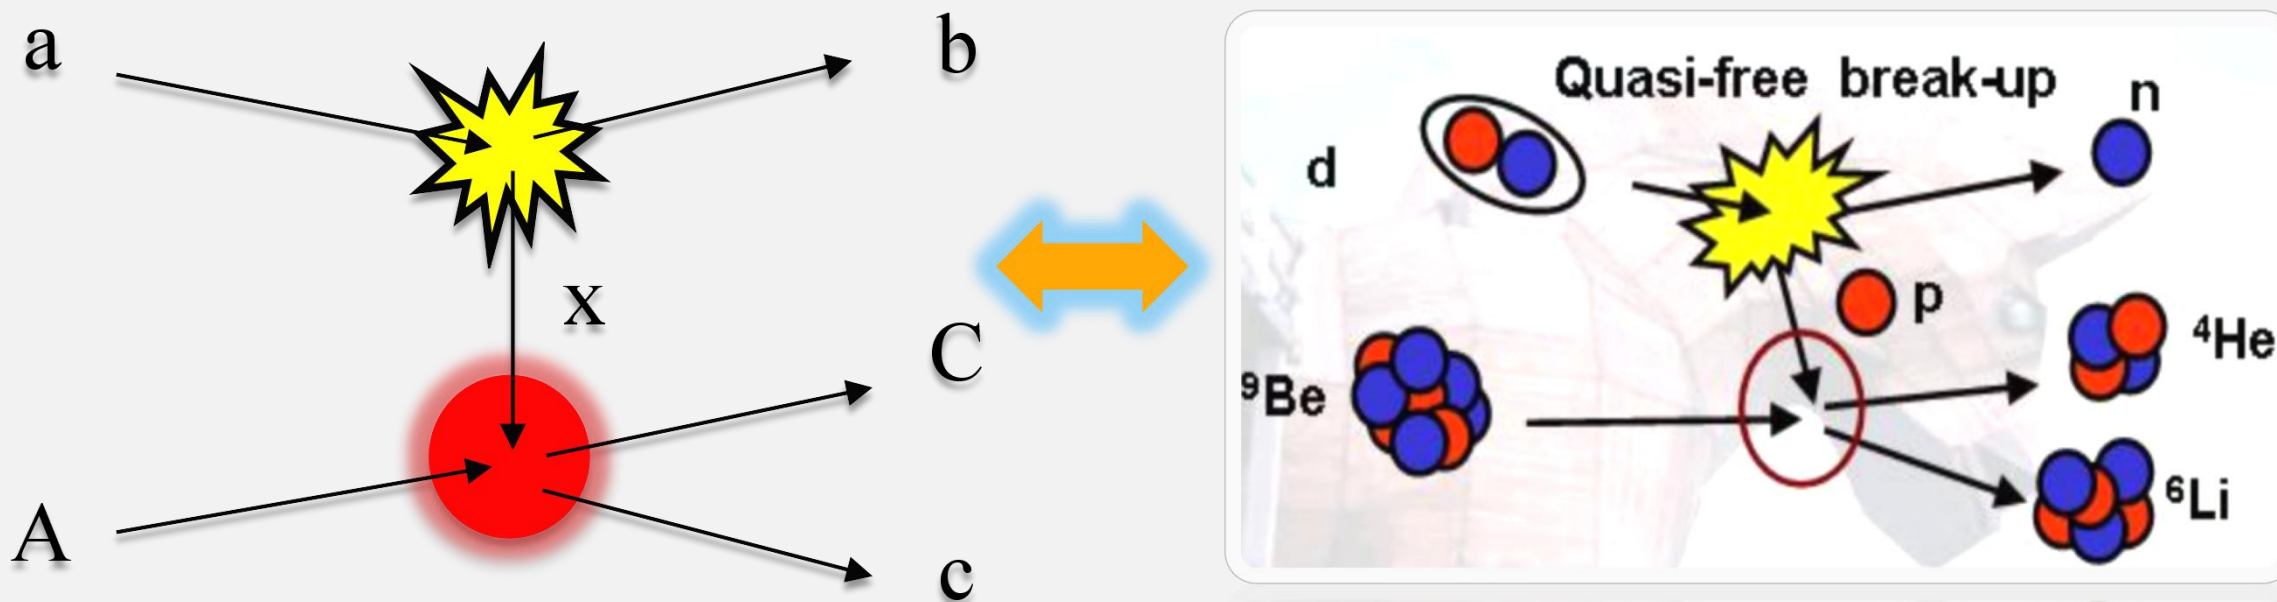 a
b
x
C
A
c
Quasi-free break-up
n
d
p
⁴He
⁹Be
⁶Li